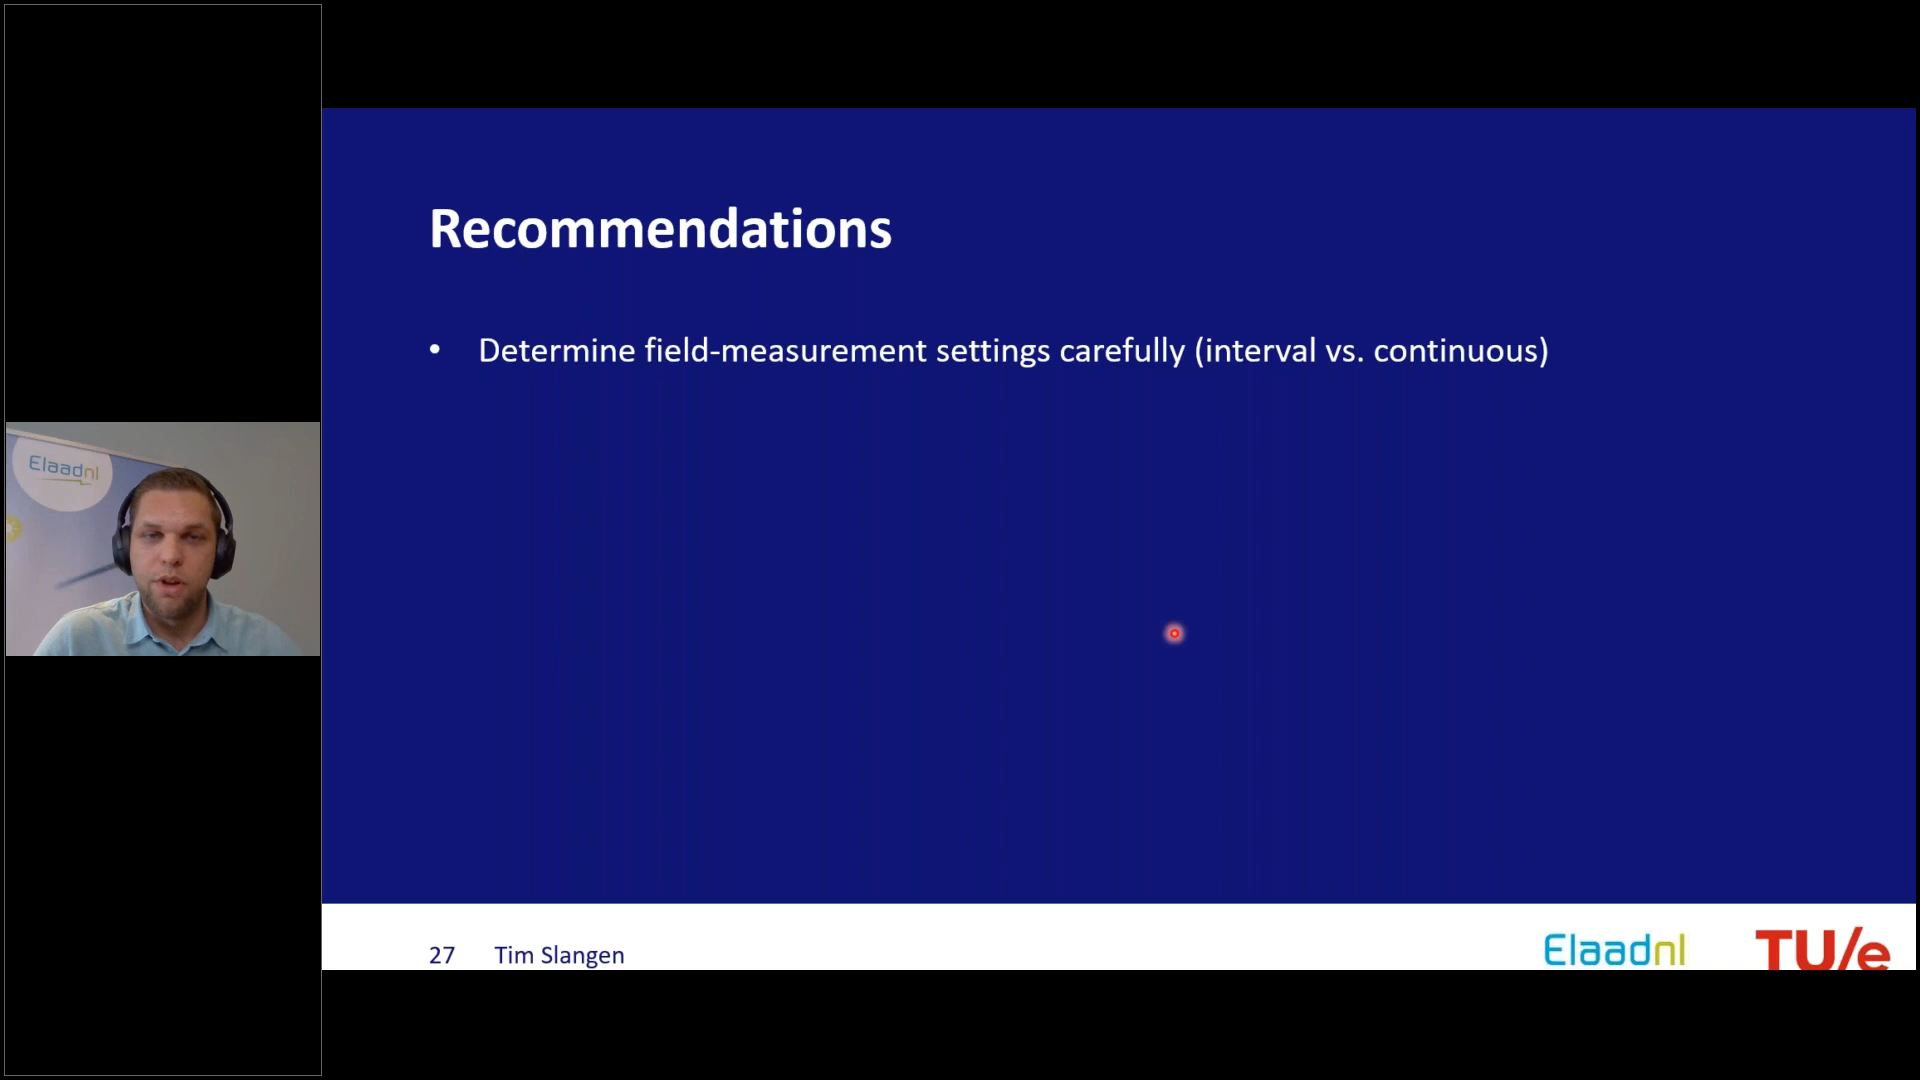 Recommendations
• Determine field-measurement settings carefully (interval vs. continuous)
Elaadnl
27 Tim Slangen
Elaadnl
TU/e